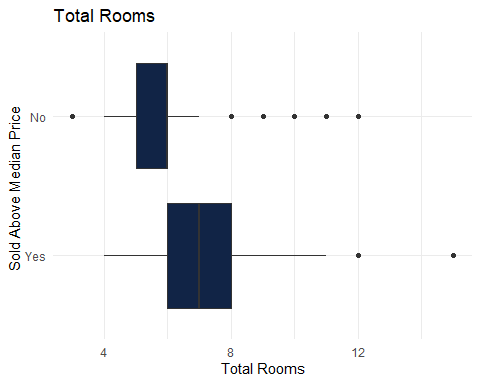 Total Rooms
Sold Above Median Price
No
Yes
4 8 12
Total Rooms